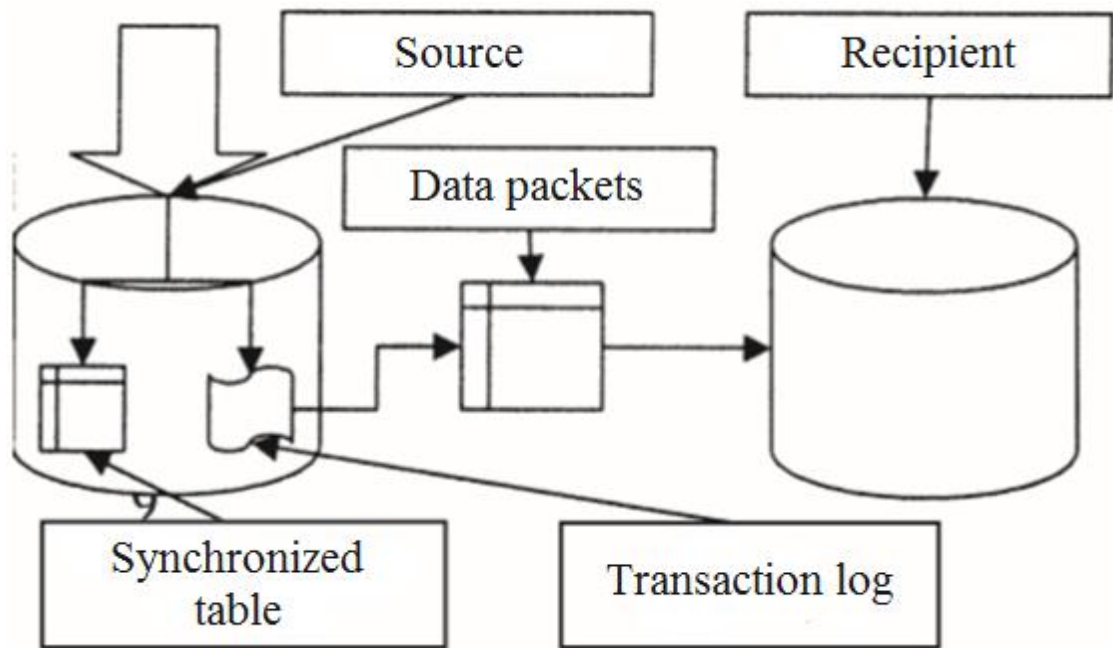 Source
Recipient
Data packets
Synchronized
table
Transaction log